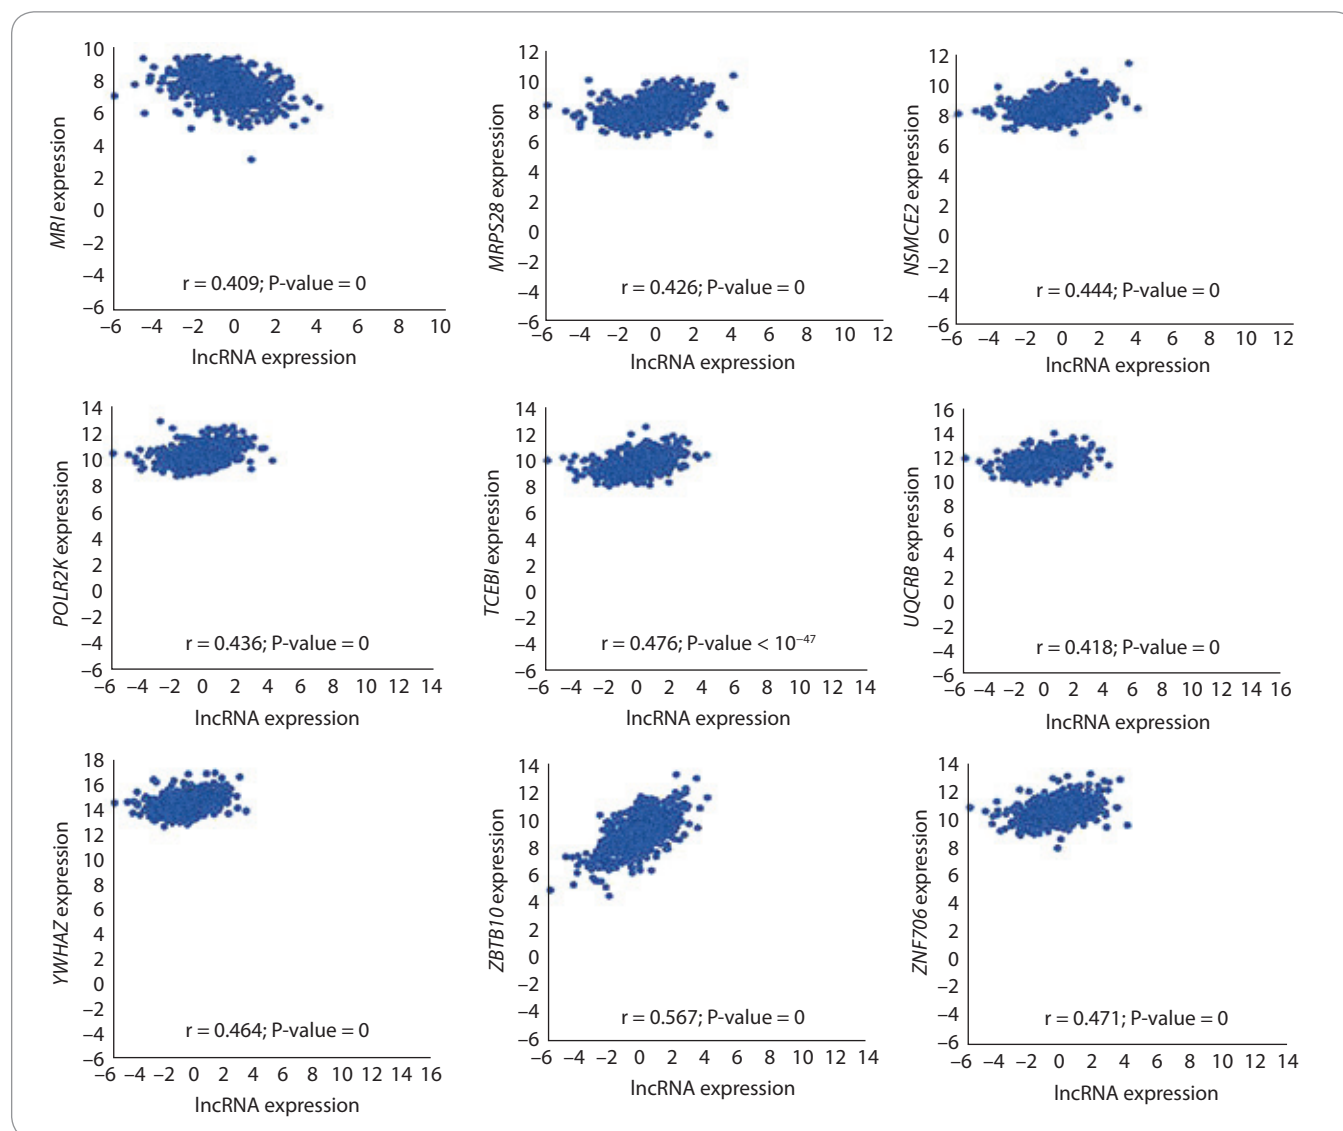 10
8
6
4
2
0
–2
–4
–6
MRI expression
r = 0.409; P-value = 0
–6 –4 –2 0 2 4 6 8 10
lncRNA expression
12
10
8
6
4
2
0
–2
–4
–6
MRPS28 expression
r = 0.426; P-value = 0
–6 –4 –2 0 2 4 6 8 10 12
lncRNA expression
12
10
8
6
4
2
0
–2
–4
–6
NSMCE2 expression
r = 0.444; P-value = 0
–6 –4 –2 0 2 4 6 8 10 12
lncRNA expression
14
12
10
8
6
4
2
0
–2
–4
–6
POLR2K expression
r = 0.436; P-value = 0
–6 –4 –2 0 2 4 6 8 10 12 14
lncRNA expression
14
12
10
8
6
4
2
0
–2
–4
–6
TCEBI expression
r = 0.476; P-value < 10⁻⁴⁷
–6 –4 –2 0 2 4 6 8 10 12 14
lncRNA expression
16
14
12
10
8
6
4
2
0
–2
–4
–6
UQCRB expression
r = 0.418; P-value = 0
–6 –4 –2 0 2 4 6 8 10 12 14 16
lncRNA expression
18
16
14
12
10
8
6
4
2
0
–2
–4
–6
YWHAZ expression
r = 0.464; P-value = 0
–6 –4 –2 0 2 4 6 8 10 12 14 16
lncRNA expression
14
12
10
8
6
4
2
0
–2
–4
–6
ZBTB10 expression
r = 0.567; P-value = 0
–6 –4 –2 0 2 4 6 8 10 12 14
lncRNA expression
14
12
10
8
6
4
2
0
–2
–4
–6
ZNF706 expression
r = 0.471; P-value = 0
–6 –4 –2 0 2 4 6 8 10 12 14
lncRNA expression